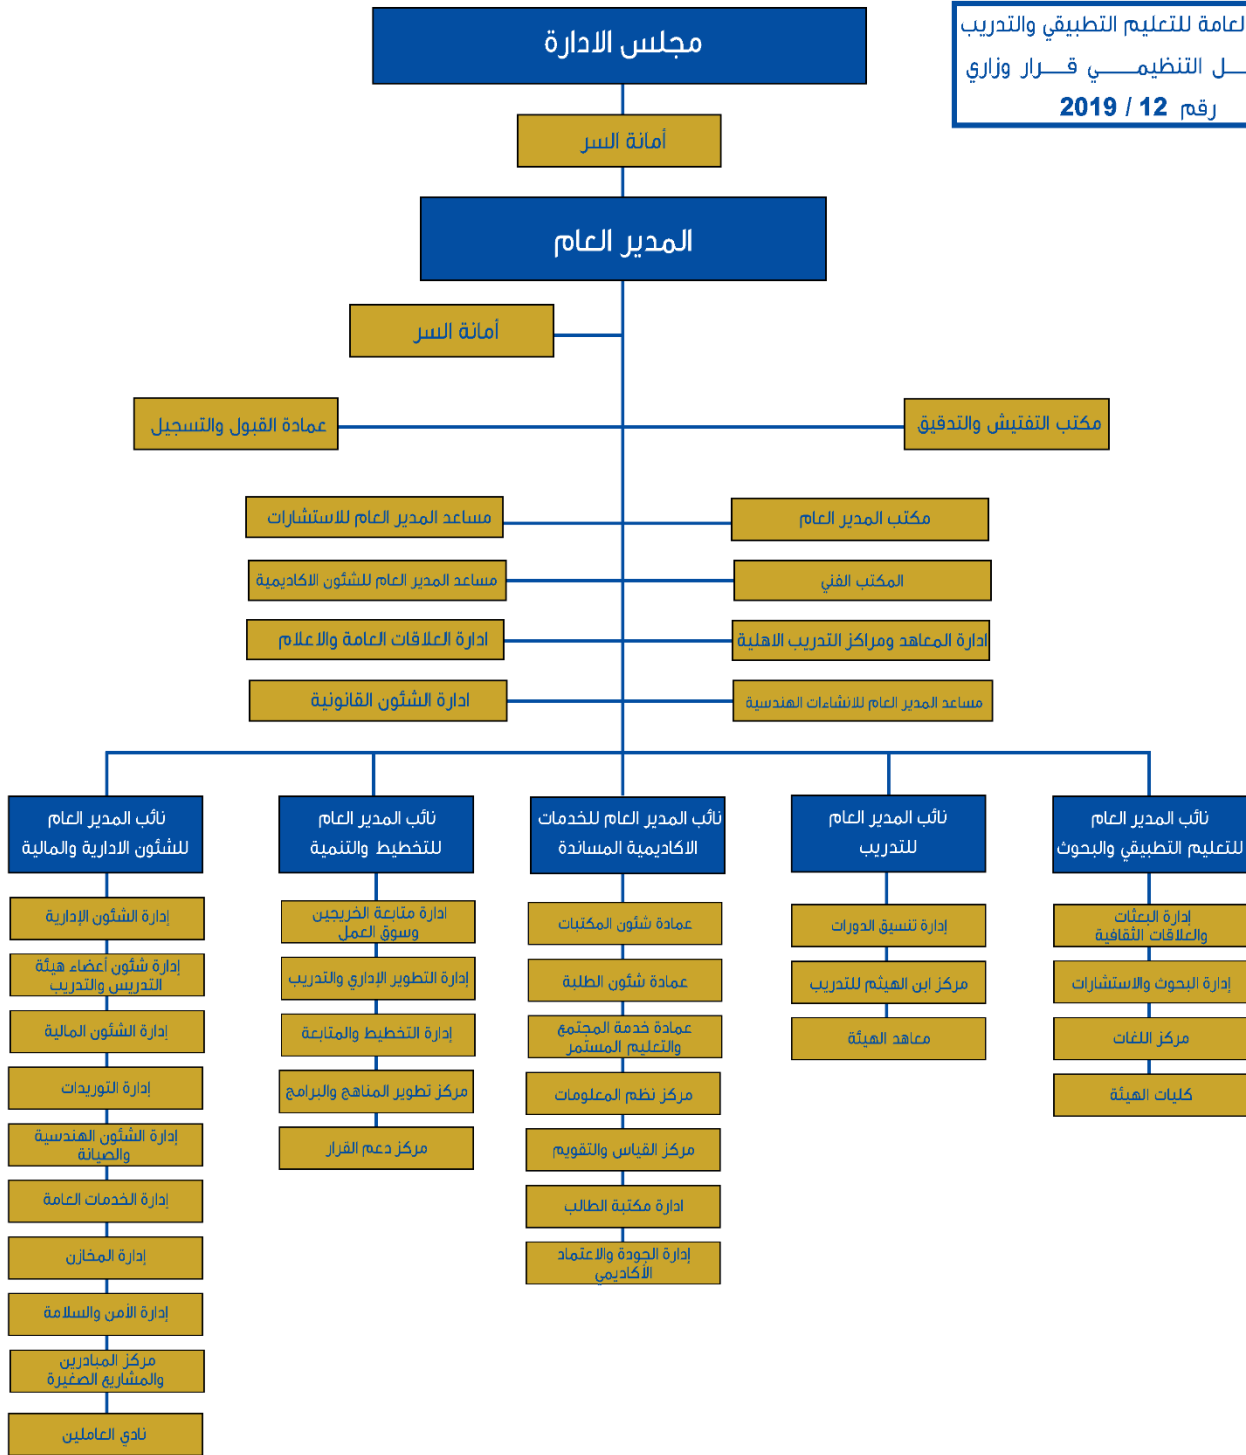 لعامة للتعليم التطبيقي والتدريب
ـل التنظيمـــي قـــرار وزاري
رقم 12 / 2019
مجلس الادارة
أمانة السر
المدير العام
أمانة السر
مكتب التفتيش والتدقيق
عمادة القبول والتسجيل
مكتب المدير العام
مساعد المدير العام للاستشارات
المكتب الفني
مساعد المدير العام للشئون الاكاديمية
ادارة المعاهد ومراكز التدريب الاهلية
ادارة العلاقات العامة والاعلام
مساعد المدير العام للانشاءات الهندسية
ادارة الشئون القانونية
نائب المدير العام
للتعليم التطبيقي والبحوث
إدارة البعثات
والعلاقات الثقافية
إدارة البحوث والاستشارات
مركز اللغات
كليات الهيئة
نائب المدير العام
للتدريب
إدارة تنسيق الدورات
مركز ابن الهيثم للتدريب
معاهد الهيئة
نائب المدير العام للخدمات
الاكاديمية المساندة
عمادة شئون المكتبات
عمادة شئون الطلبة
عمادة خدمة المجتمع
والتعليم المستمر
مركز نظم المعلومات
مركز القياس والتقويم
ادارة مكتبة الطالب
إدارة الجودة والاعتماد
الأكاديمي
نائب المدير العام
للتخطيط والتنمية
ادارة متابعة الخريجين
وسوق العمل
إدارة التطوير الإداري والتدريب
إدارة التخطيط والمتابعة
مركز تطوير المناهج والبرامج
مركز دعم القرار
نائب المدير العام
للشئون الادارية والمالية
إدارة الشئون الإدارية
إدارة شئون أعضاء هيئة
التدريس والتدريب
إدارة الشئون المالية
إدارة التوريدات
إدارة الشئون الهندسية
والصيانة
إدارة الخدمات العامة
إدارة المخازن
إدارة الأمن والسلامة
مركز المبادرين
والمشاريع الصغيرة
نادي العاملين